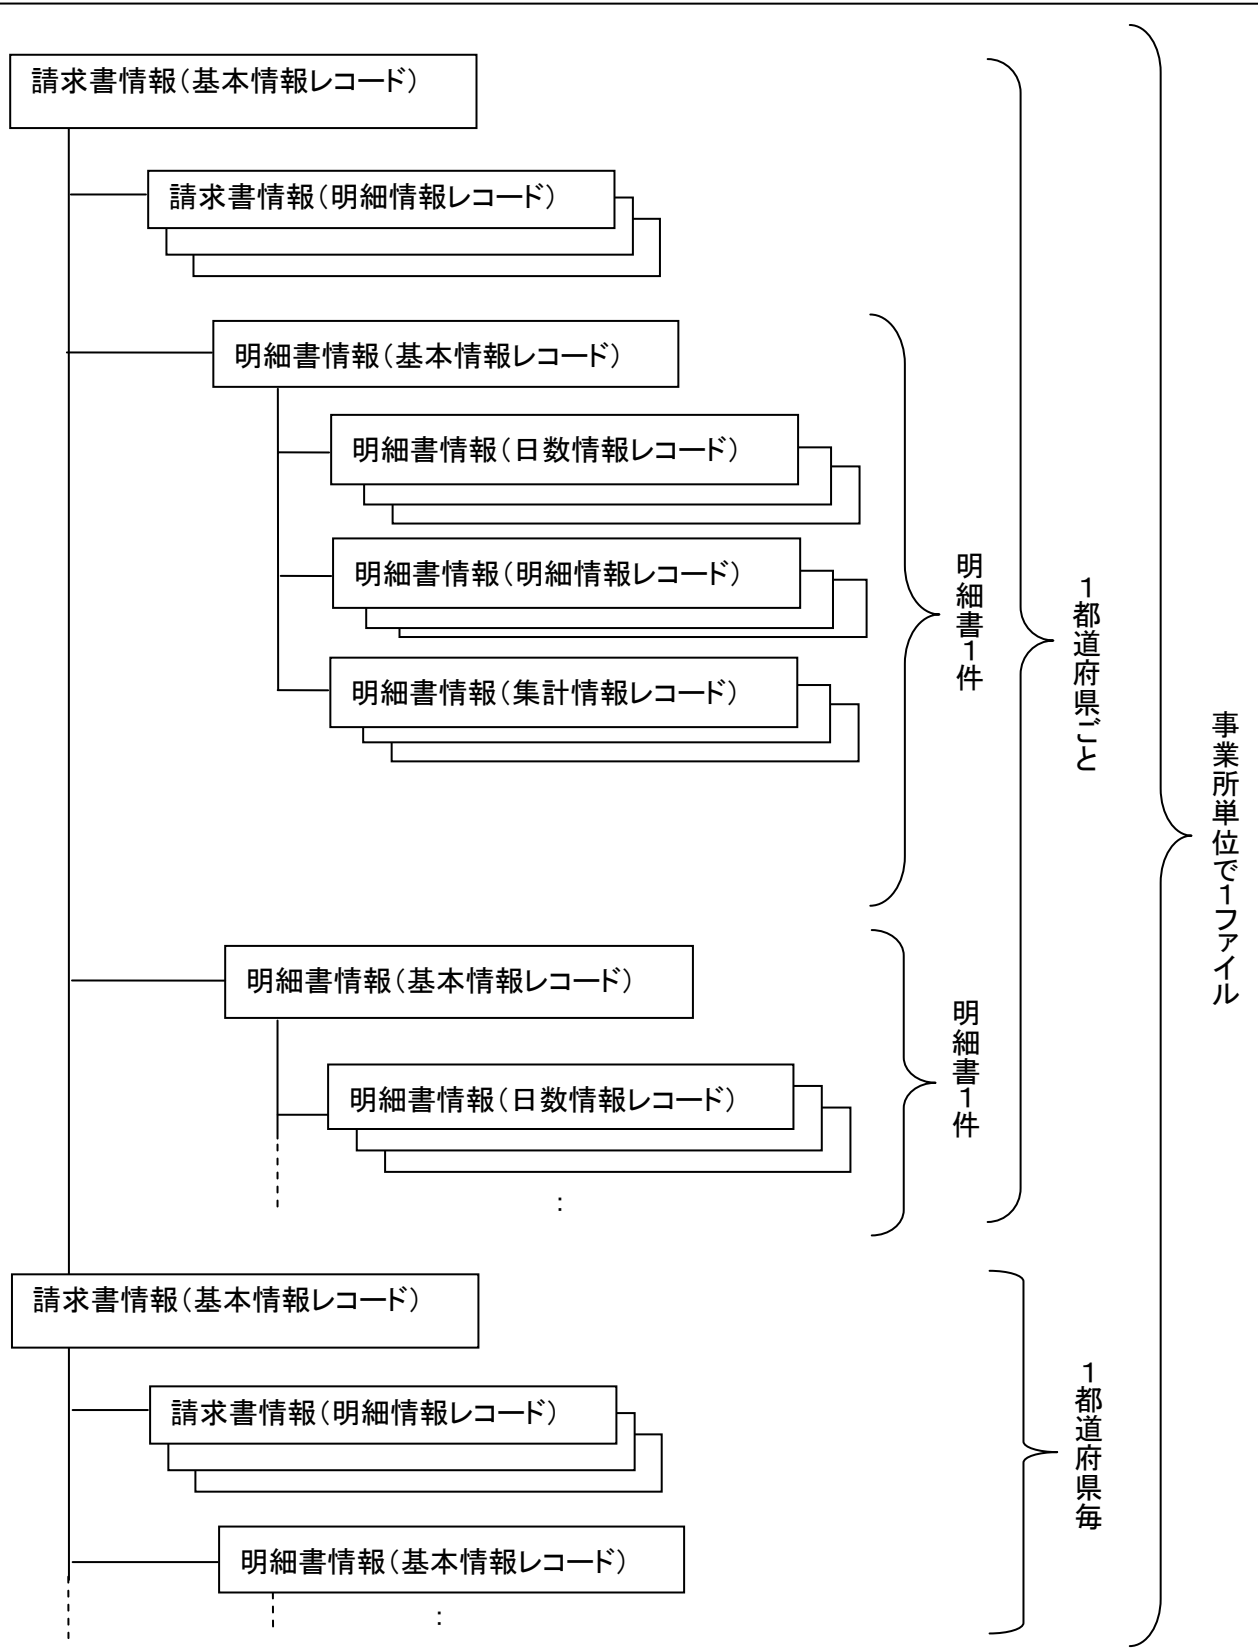 請求書情報（基本情報レコード）
請求書情報（明細情報レコード）
明細書情報（基本情報レコード）
明細書情報（日数情報レコード）
明細書情報（明細情報レコード）
明細書情報（集計情報レコード）
明細書１件
１都道府県ごと
事業所単位で１ファイル
明細書情報（基本情報レコード）
明細書情報（日数情報レコード）
：
明細書１件
請求書情報（基本情報レコード）
請求書情報（明細情報レコード）
明細書情報（基本情報レコード）
：
１都道府県毎